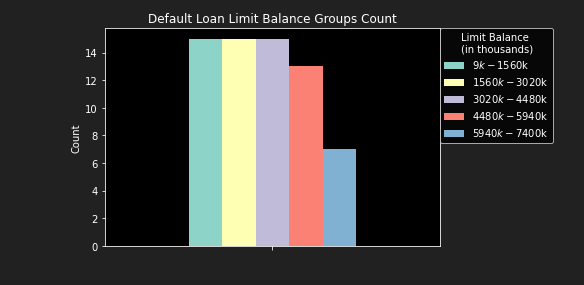 Default Loan Limit Balance Groups Count
Count
14
12
10
8
6
4
2
0
Limit Balance
(in thousands)
9k − 1560k
1560k − 3020k
3020k − 4480k
4480k − 5940k
5940k − 7400k